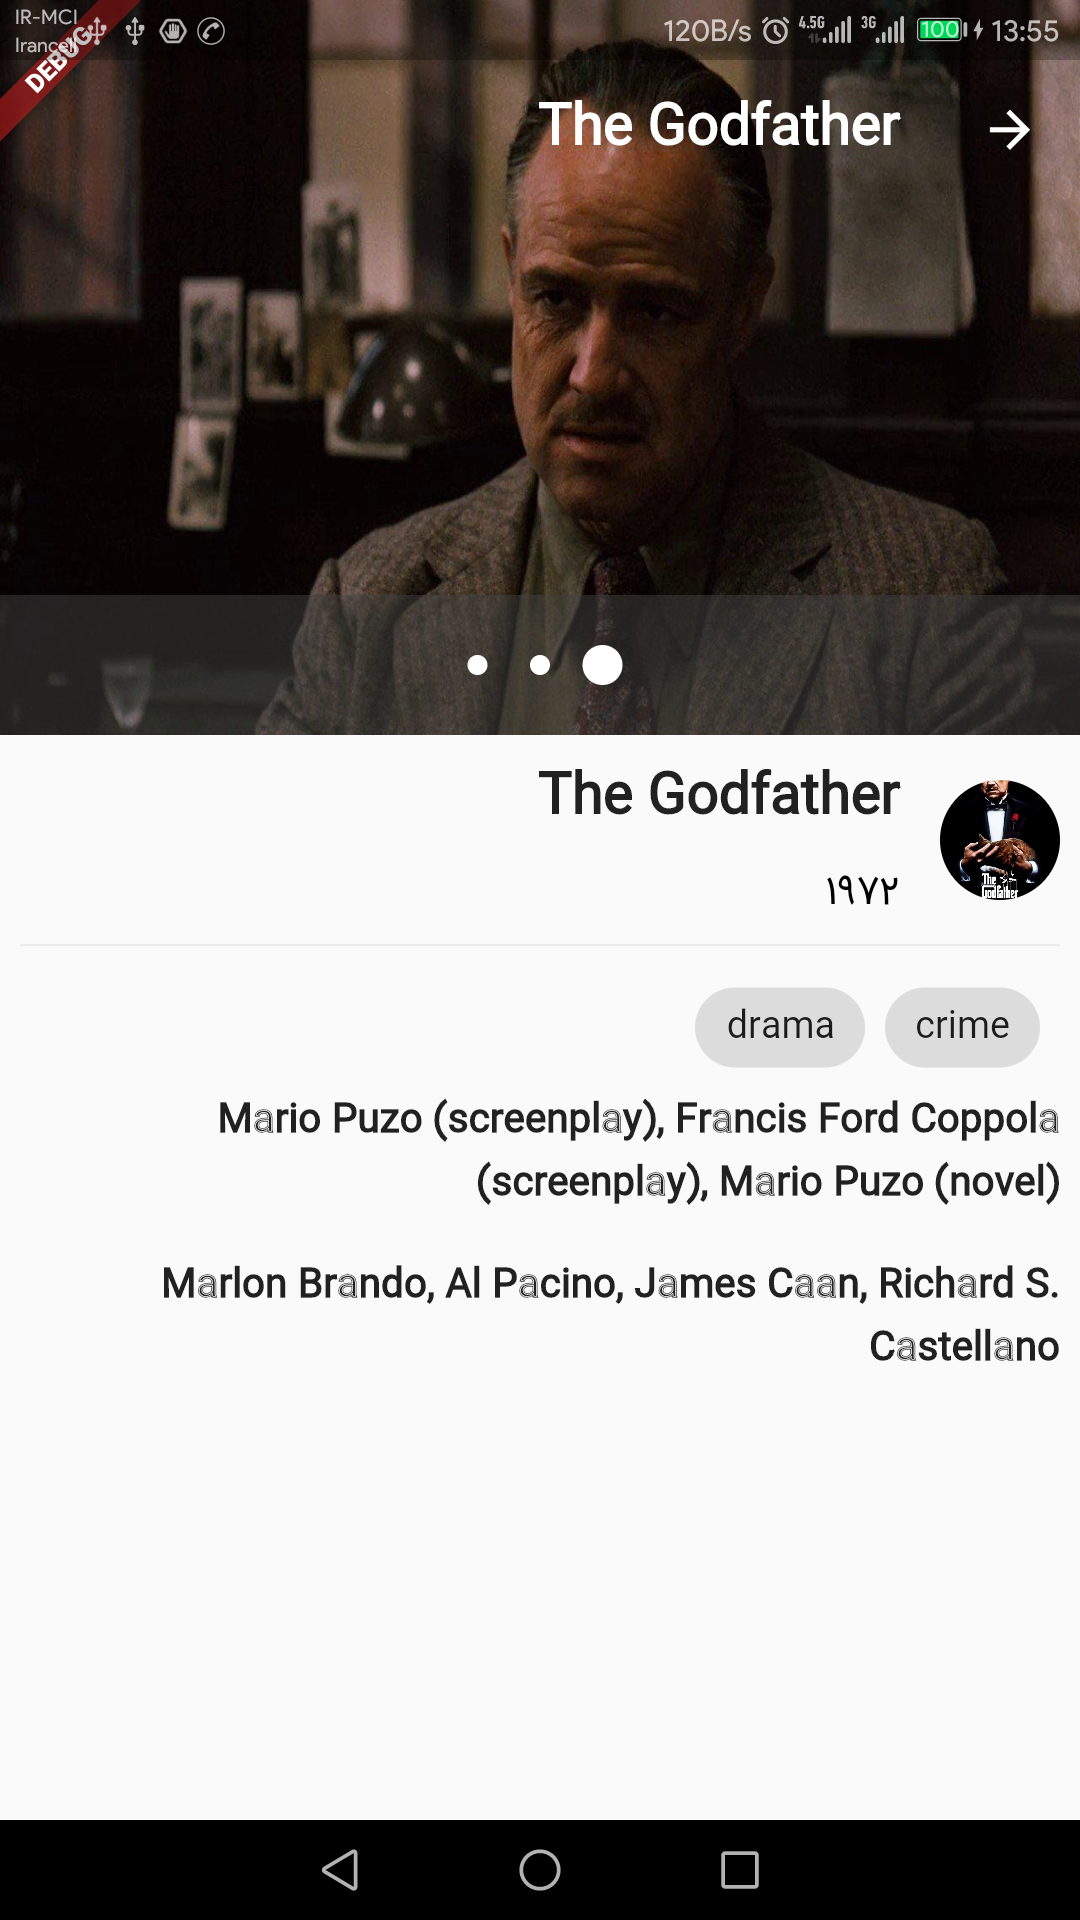 IR-MCI
Irancell
120B/s 4.5G 3G 100 13:55
DEBUG
The Godfather
The Godfather
The
Godfather
۱۹۷۲
drama crime
Mario Puzo (screenplay), Francis Ford Coppola
(screenplay), Mario Puzo (novel)
Marlon Brando, Al Pacino, James Caan, Richard S.
Castellano